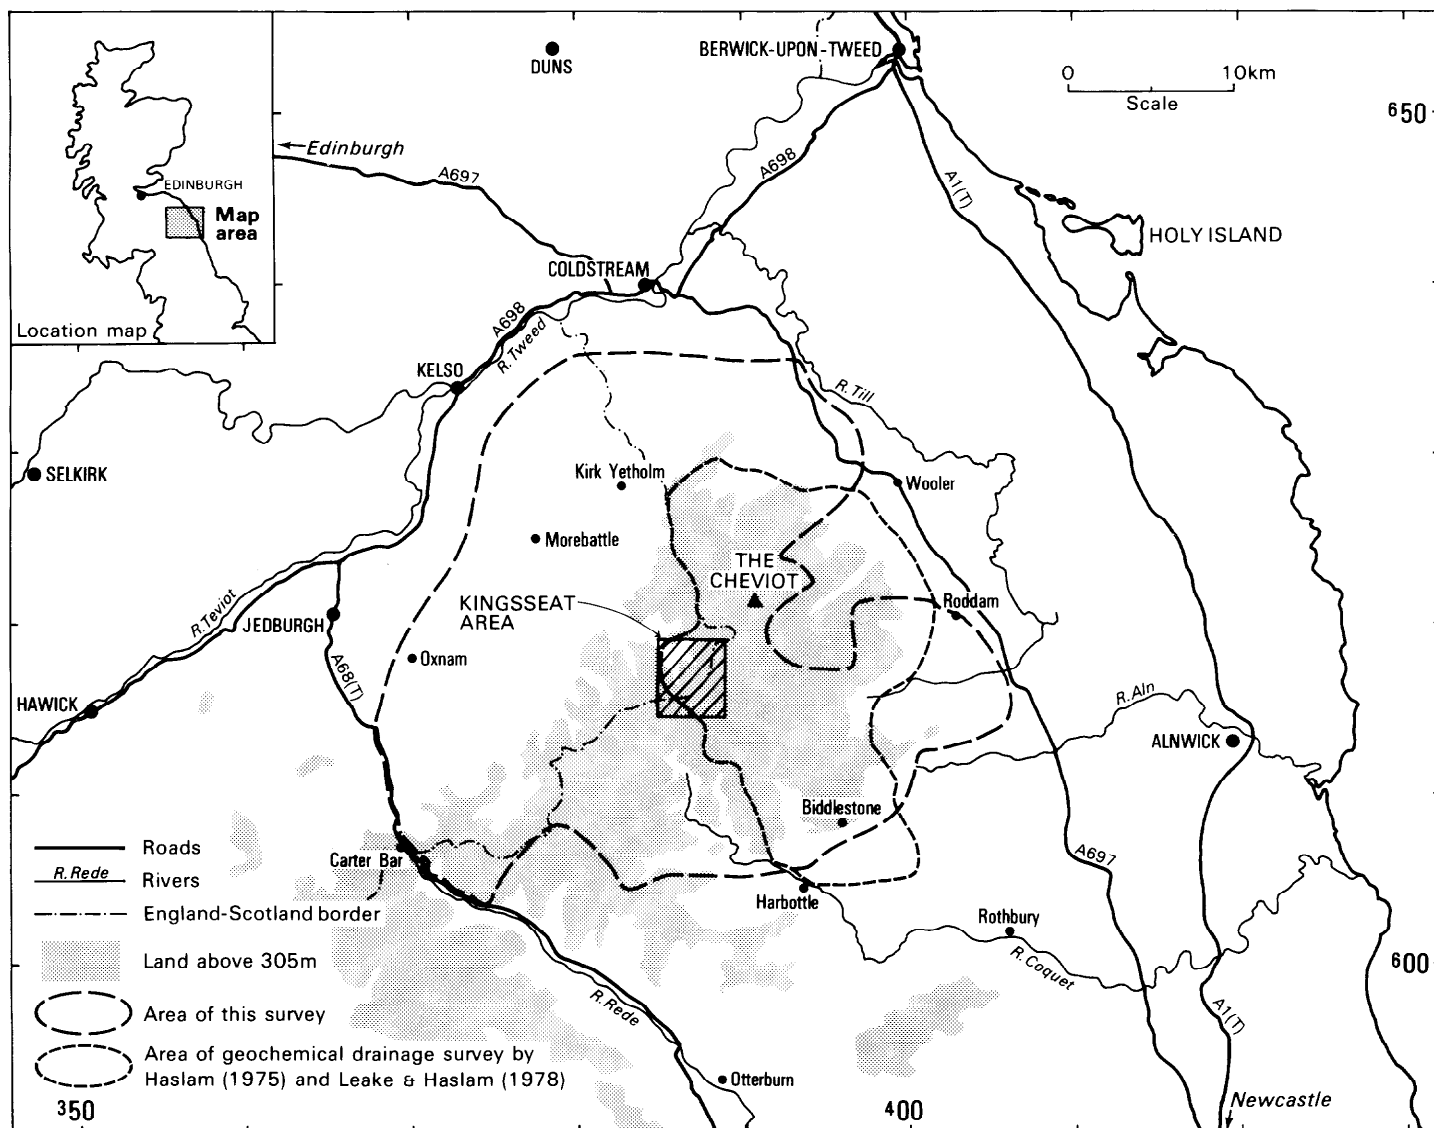 DUNS
BERWICK-UPON-TWEED
0 10km
Scale
⁶50
Edinburgh
A697
A698
A1(T)
EDINBURGH
Map
area
Location map
HOLY ISLAND
COLDSTREAM
A698
R. Tweed
KELSO
R. Till
SELKIRK
Kirk Yetholm
Wooler
Morebattle
THE
CHEVIOT
KINGSSEAT
AREA
Roddam
R. Teviot
JEDBURGH
Oxnam
A68(T)
HAWICK
R. Aln
ALNWICK
Biddlestone
Carter Bar
A697
Harbottle
Rothbury
R. Coquet
⁶00
R. Rede
A1(T)
Otterburn
Newcastle
Roads
R. Rede
Rivers
England-Scotland border
Land above 305m
Area of this survey
Area of geochemical drainage survey by
Haslam (1975) and Leake & Haslam (1978)
³50
⁴00